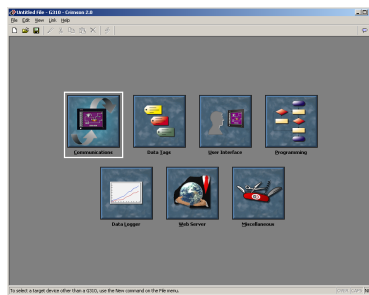 Untitled File - G310 - Crimson 2.0
File Edit View Link Help
Communications
Data Tags
User Interface
Programming
Data Logger
Web Server
Miscellaneous
To select a target device other than a G310, use the New command on the File menu.
CAPS